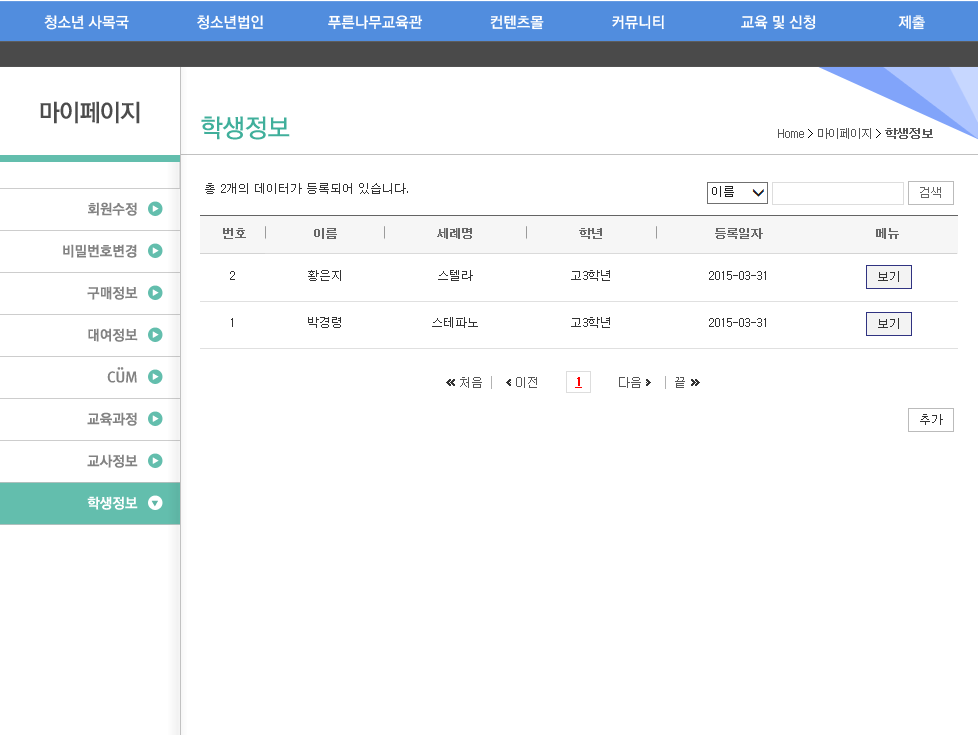 청소년 사목국 청소년법인 푸른나무교육관 컨텐츠몰 커뮤니티 교육 및 신청 제출
마이페이지
학생정보
Home > 마이페이지 > 학생정보
회원수정
비밀번호변경
구매정보
대여정보
CÜM
교육과정
교사정보
학생정보
총 2개의 데이터가 등록되어 있습니다.
이름 검색
번호 이름 세례명 학년 등록일자 메뉴
2 황은지 스텔라 고3학년 2015-03-31 보기
1 박경령 스테파노 고3학년 2015-03-31 보기
« 처음 | ‹ 이전 1 다음 › | 끝 »
추가